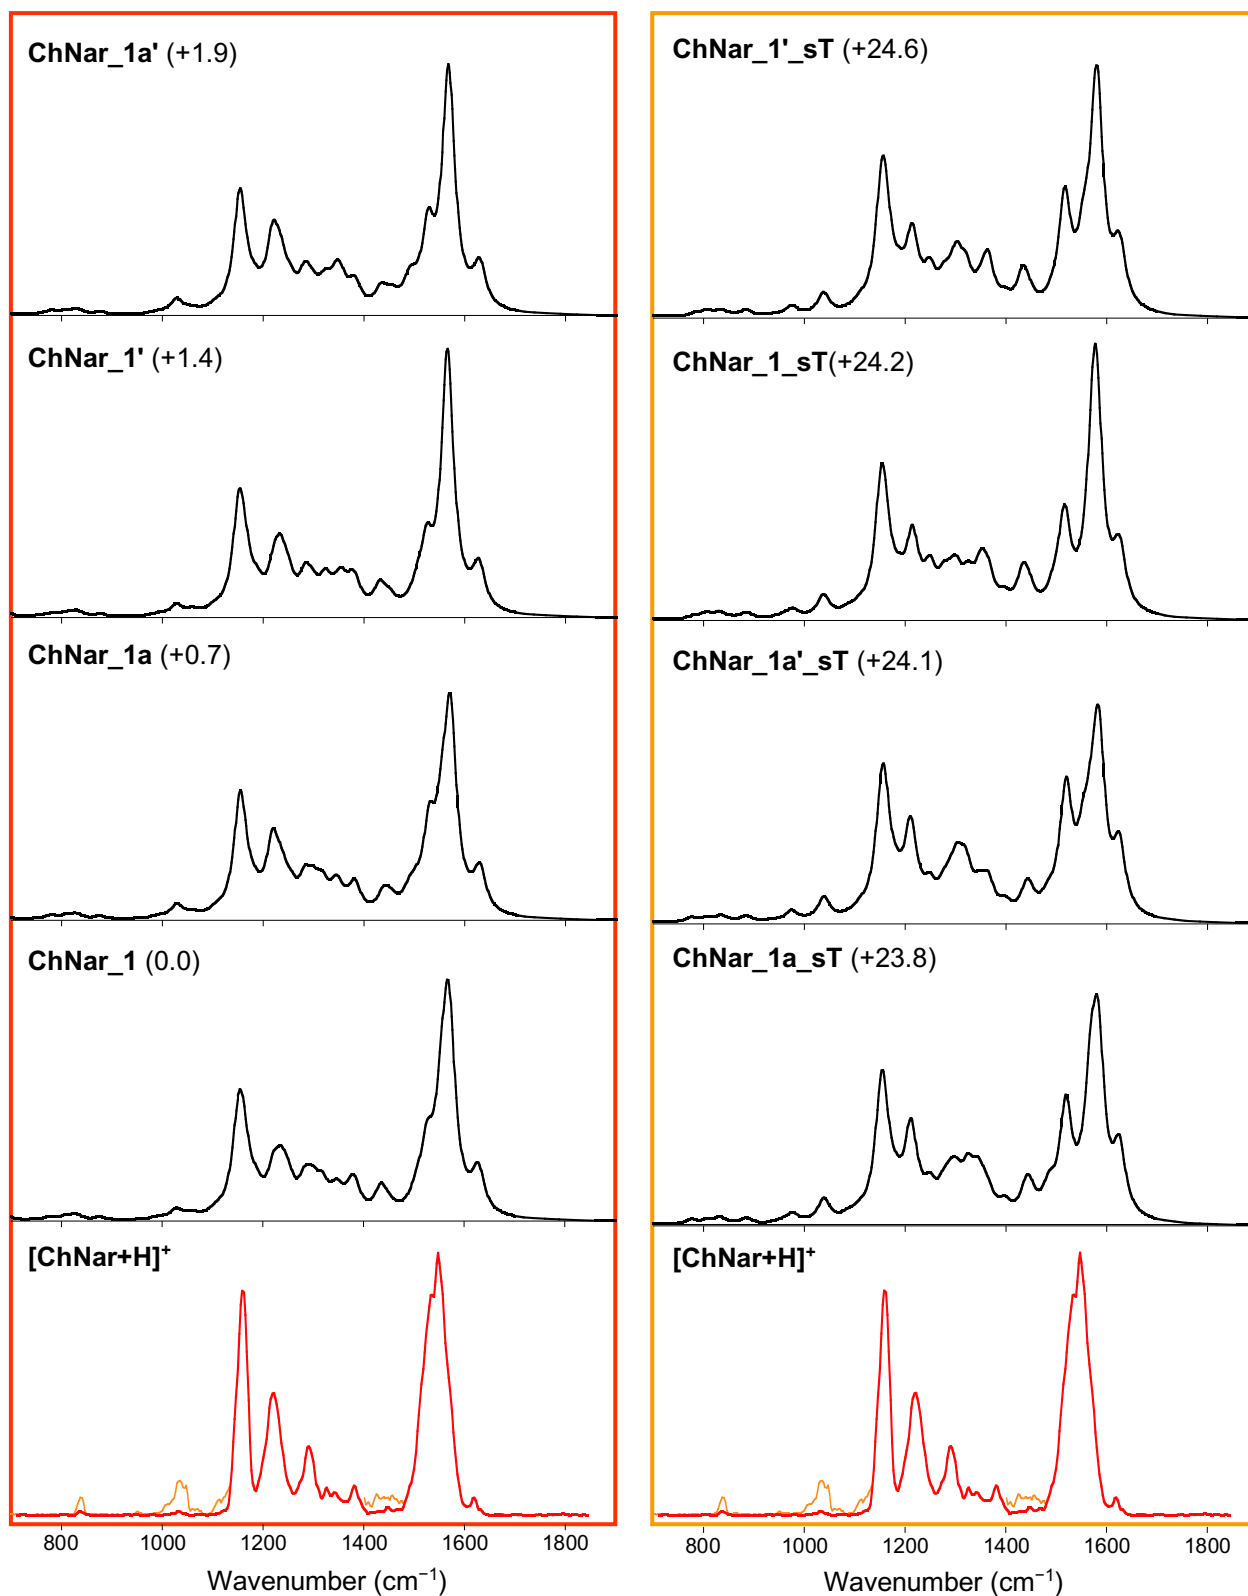 ChNar_1a' (+1.9)
ChNar_1' (+1.4)
ChNar_1a (+0.7)
ChNar_1 (0.0)
[ChNar+H]⁺
800 1000 1200 1400 1600 1800
Wavenumber (cm⁻¹)
ChNar_1'_sT (+24.6)
ChNar_1_sT(+24.2)
ChNar_1a'_sT (+24.1)
ChNar_1a_sT (+23.8)
[ChNar+H]⁺
800 1000 1200 1400 1600 1800
Wavenumber (cm⁻¹)